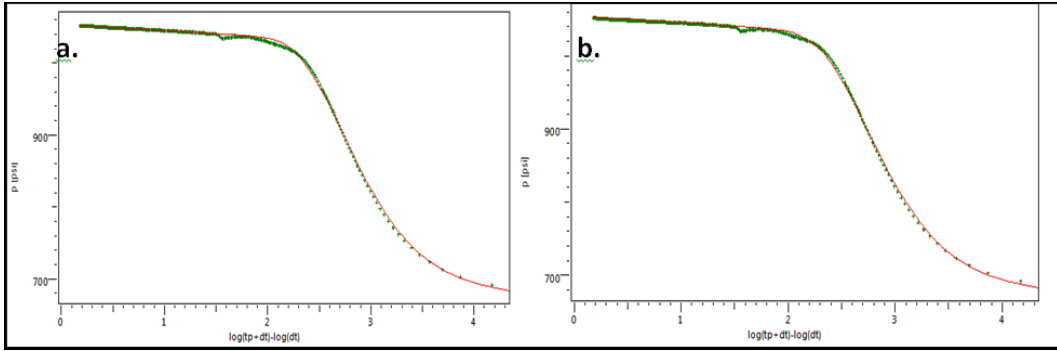 a.
900
700
p [psi]
0 1 2 3 4
log(tp+dt)-log(dt)
b.
900
700
p [psi]
0 1 2 3 4
log(tp+dt)-log(dt)